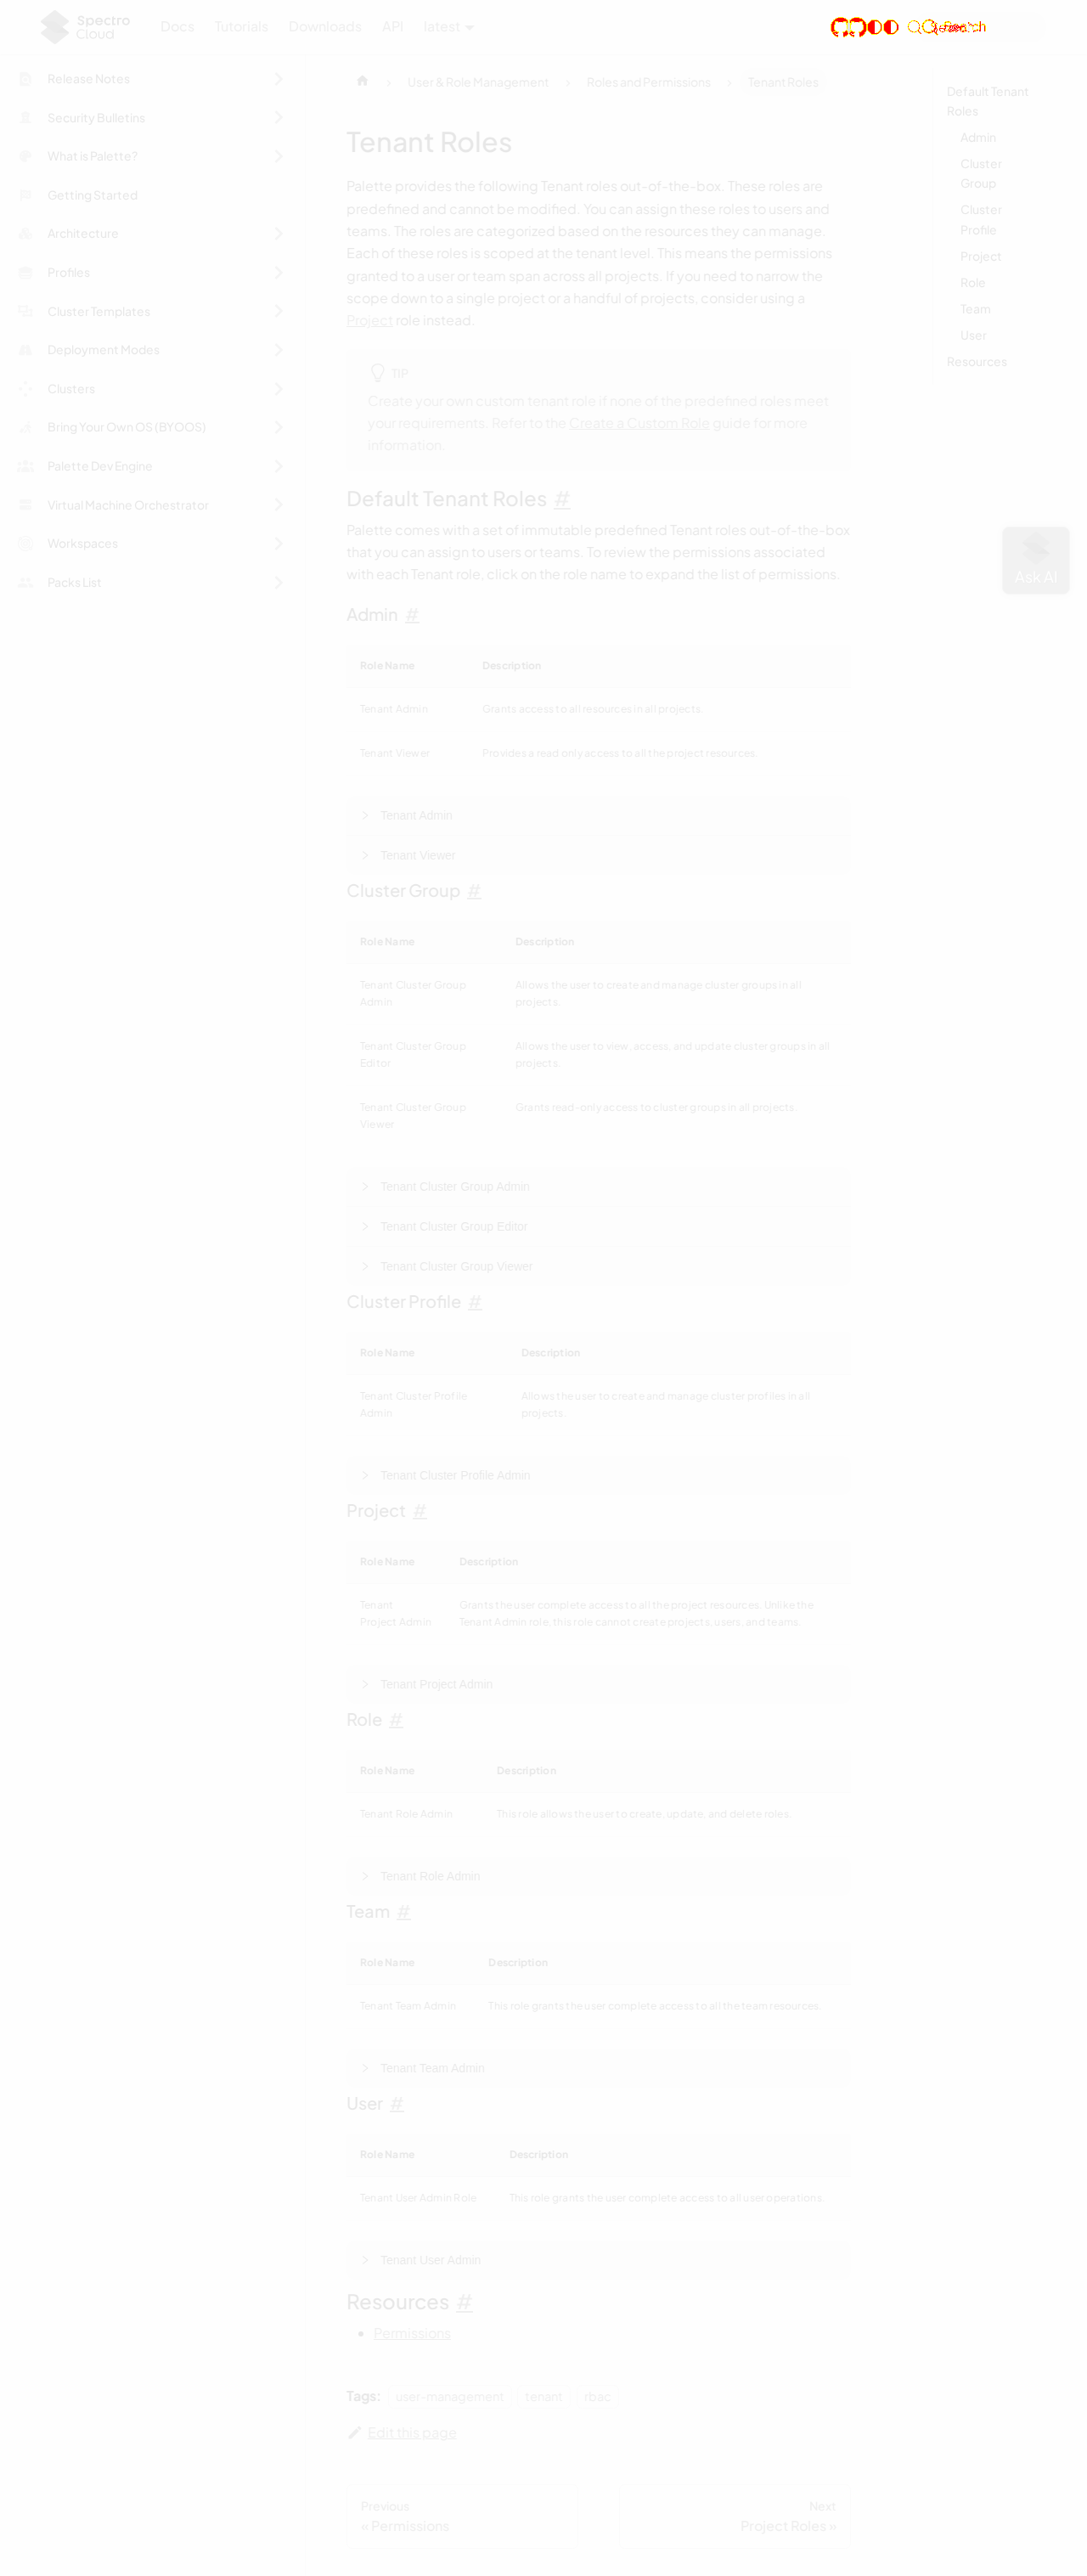 Spectro
Cloud
Docs Tutorials Downloads API latest
Release Notes
Security Bulletins
What is Palette?
Getting Started
Architecture
Profiles
Cluster Templates
Deployment Modes
Clusters
Bring Your Own OS (BYOOS)
Palette Dev Engine
Virtual Machine Orchestrator
Workspaces
Packs List
User & Role Management > Roles and Permissions > Tenant Roles
Tenant Roles
Palette provides the following Tenant roles out-of-the-box. These roles are
predefined and cannot be modified. You can assign these roles to users and
teams. The roles are categorized based on the resources they can manage.
Each of these roles is scoped at the tenant level. This means the permissions
granted to a user or team span across all projects. If you need to narrow the
scope down to a single project or a handful of projects, consider using a
Project role instead.
TIP
Create your own custom tenant role if none of the predefined roles meet
your requirements. Refer to the Create a Custom Role guide for more
information.
Default Tenant Roles #
Palette comes with a set of immutable predefined Tenant roles out-of-the-box
that you can assign to users or teams. To review the permissions associated
with each Tenant role, click on the role name to expand the list of permissions.
Admin #
Role Name Description
Tenant Admin Grants access to all resources in all projects.
Tenant Viewer Provides a read only access to all the project resources.
Tenant Admin
Tenant Viewer
Cluster Group #
Role Name Description
Tenant Cluster Group Allows the user to create and manage cluster groups in all
Admin projects.
Tenant Cluster Group Allows the user to view, access, and update cluster groups in all
Editor projects.
Tenant Cluster Group Grants read-only access to cluster groups in all projects.
Viewer
Tenant Cluster Group Admin
Tenant Cluster Group Editor
Tenant Cluster Group Viewer
Cluster Profile #
Role Name Description
Tenant Cluster Profile Allows the user to create and manage cluster profiles in all
Admin projects.
Tenant Cluster Profile Admin
Project #
Role Name Description
Tenant Grants the user complete access to all the project resources. Unlike the
Project Admin Tenant Admin role, this role cannot create projects, users, and teams.
Tenant Project Admin
Role #
Role Name Description
Tenant Role Admin This role allows the user to create, update, and delete roles.
Tenant Role Admin
Team #
Role Name Description
Tenant Team Admin This role grants the user complete access to all the team resources.
Tenant Team Admin
User #
Role Name Description
Tenant User Admin Role This role grants the user complete access to all user operations.
Tenant User Admin
Resources #
Permissions
Tags: user-management tenant rbac
Edit this page
Previous
« Permissions
Next
Project Roles »
Default Tenant
Roles
Admin
Cluster
Group
Cluster
Profile
Project
Role
Team
User
Resources
Ask AI